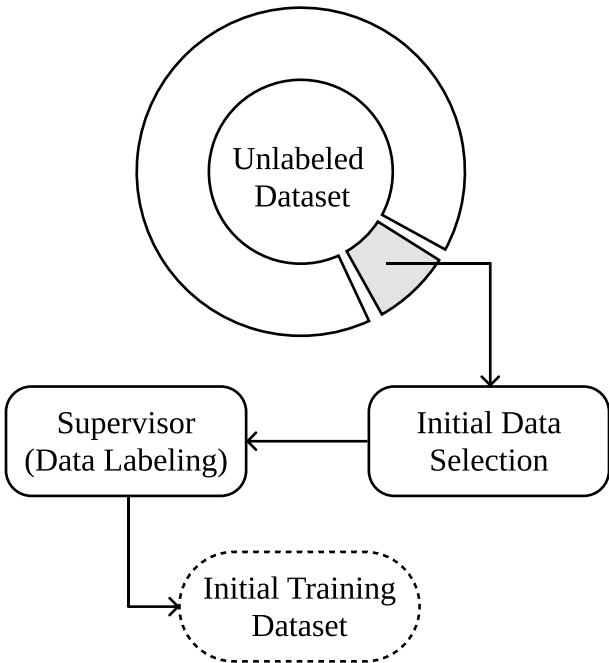 Unlabeled
Dataset
Initial Data
Selection
Supervisor
(Data Labeling)
Initial Training
Dataset